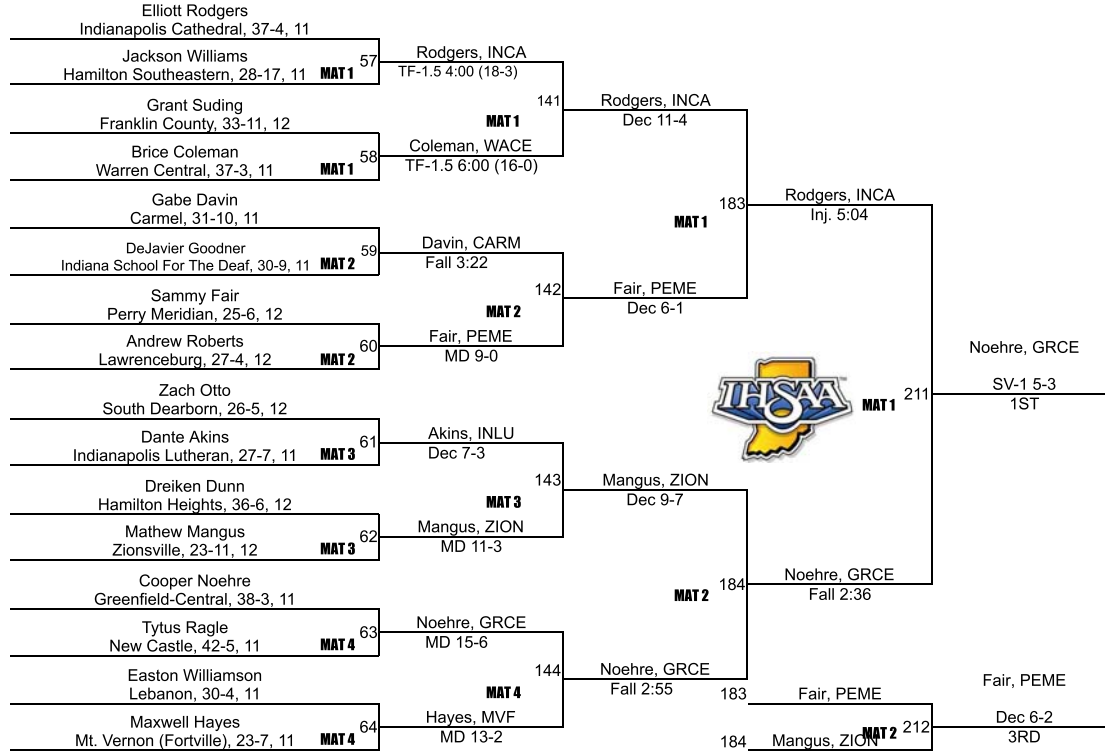 Elliott Rodgers
Indianapolis Cathedral, 37-4, 11
Jackson Williams
Hamilton Southeastern, 28-17, 11
MAT 1
57
Rodgers, INCA
TF-1.5 4:00 (18-3)
Grant Suding
Franklin County, 33-11, 12
Brice Coleman
Warren Central, 37-3, 11
MAT 1
58
Coleman, WACE
TF-1.5 6:00 (16-0)
141
MAT 1
Rodgers, INCA
Dec 11-4
Gabe Davin
Carmel, 31-10, 11
DeJavier Goodner
Indiana School For The Deaf, 30-9, 11
MAT 2
59
Davin, CARM
Fall 3:22
Sammy Fair
Perry Meridian, 25-6, 12
Andrew Roberts
Lawrenceburg, 27-4, 12
MAT 2
60
Fair, PEME
MD 9-0
142
MAT 2
Fair, PEME
Dec 6-1
183
MAT 1
Rodgers, INCA
Inj. 5:04
Zach Otto
South Dearborn, 26-5, 12
Dante Akins
Indianapolis Lutheran, 27-7, 11
MAT 3
61
Akins, INLU
Dec 7-3
Dreiken Dunn
Hamilton Heights, 36-6, 12
Mathew Mangus
Zionsville, 23-11, 12
MAT 3
62
Mangus, ZION
MD 11-3
143
MAT 3
Mangus, ZION
Dec 9-7
Cooper Noehre
Greenfield-Central, 38-3, 11
Tytus Ragle
New Castle, 42-5, 11
MAT 4
63
Noehre, GRCE
MD 15-6
Easton Williamson
Lebanon, 30-4, 11
Maxwell Hayes
Mt. Vernon (Fortville), 23-7, 11
MAT 4
64
Hayes, MVF
MD 13-2
144
MAT 4
Noehre, GRCE
Fall 2:55
184
MAT 2
Noehre, GRCE
Fall 2:36
IHSAA
TM
211
MAT 1
Noehre, GRCE
SV-1 5-3
1ST
183
Fair, PEME
184
Mangus, ZION
MAT 2
212
Fair, PEME
Dec 6-2
3RD